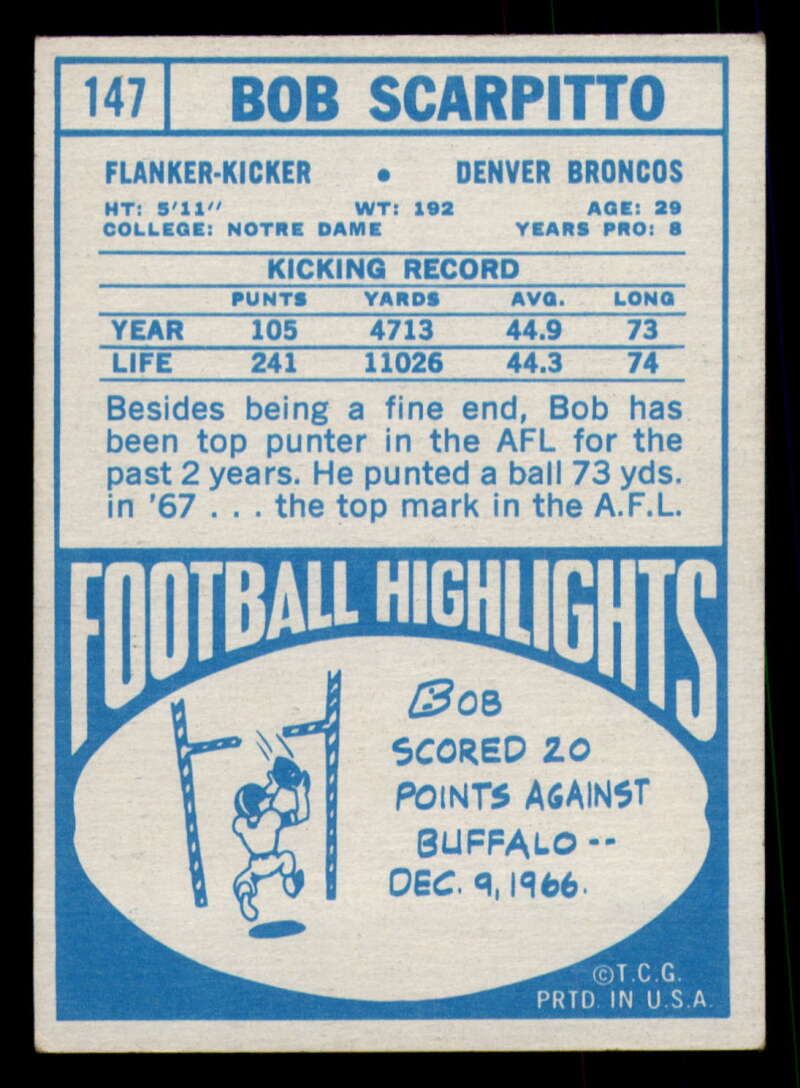 147 BOB SCARPITTO
FLANKER-KICKER • DENVER BRONCOS
HT: 5'11" WT: 192 AGE: 29
COLLEGE: NOTRE DAME YEARS PRO: 8
KICKING RECORD
PUNTS YARDS AVG. LONG
YEAR 105 4713 44.9 73
LIFE 241 11026 44.3 74
Besides being a fine end, Bob has
been top punter in the AFL for the
past 2 years. He punted a ball 73 yds.
in '67 . . . the top mark in the A.F.L.
FOOTBALL HIGHLIGHTS
BOB
SCORED 20
POINTS AGAINST
BUFFALO --
DEC. 9, 1966.
©T.C.G.
PRTD. IN U.S.A.